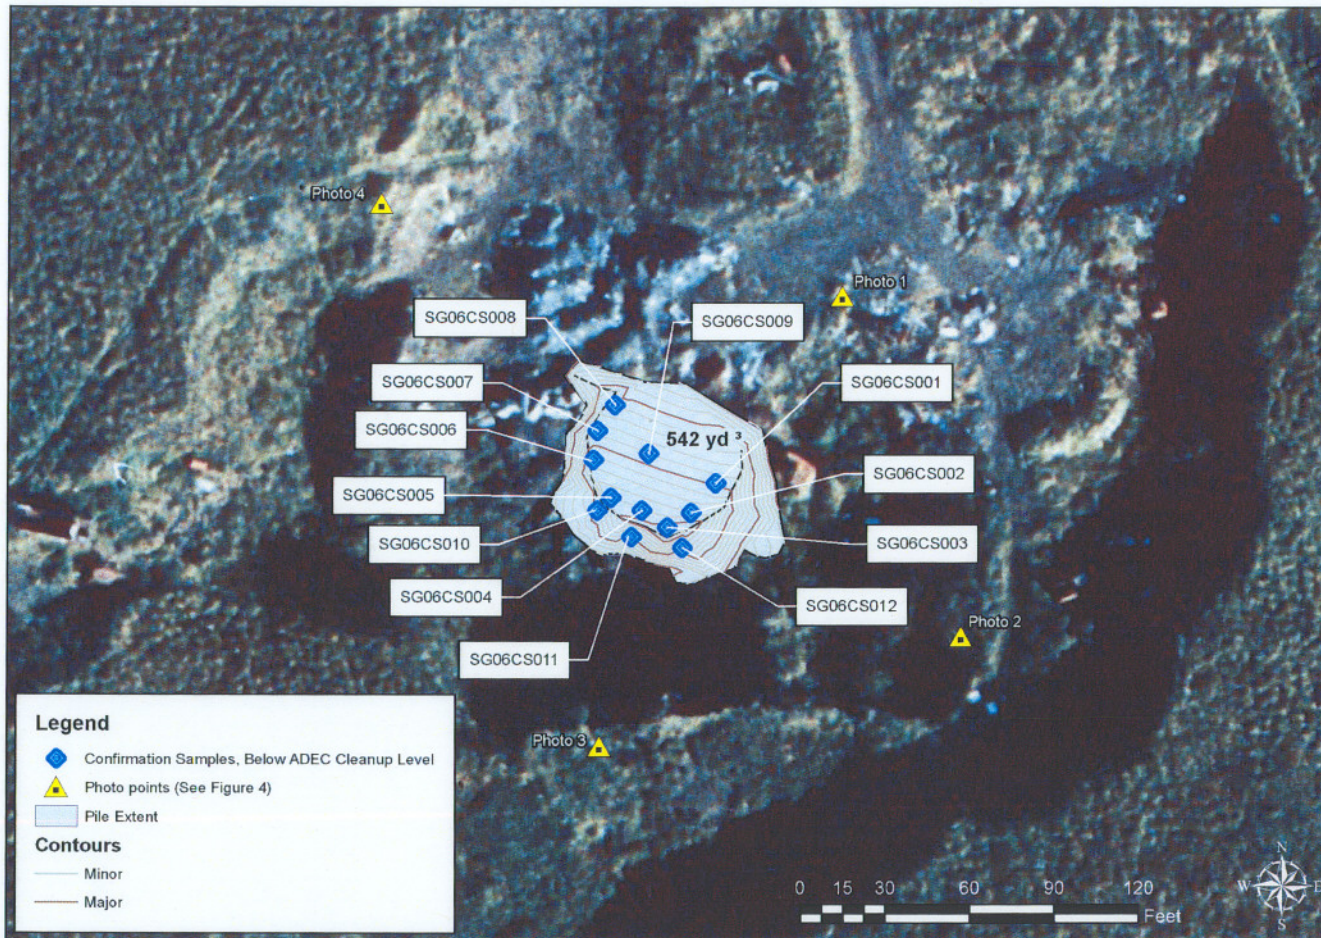 Photo 4
Photo 1
SG06CS008
SG06CS009
SG06CS007
SG06CS001
SG06CS006
542 yd ³
SG06CS005
SG06CS002
SG06CS010
SG06CS003
SG06CS004
SG06CS012
SG06CS011
Photo 2
Photo 3
Legend
Confirmation Samples, Below ADEC Cleanup Level
Photo points (See Figure 4)
Pile Extent
Contours
Minor
Major
0 15 30 60 90 120
Feet
N
W E
S